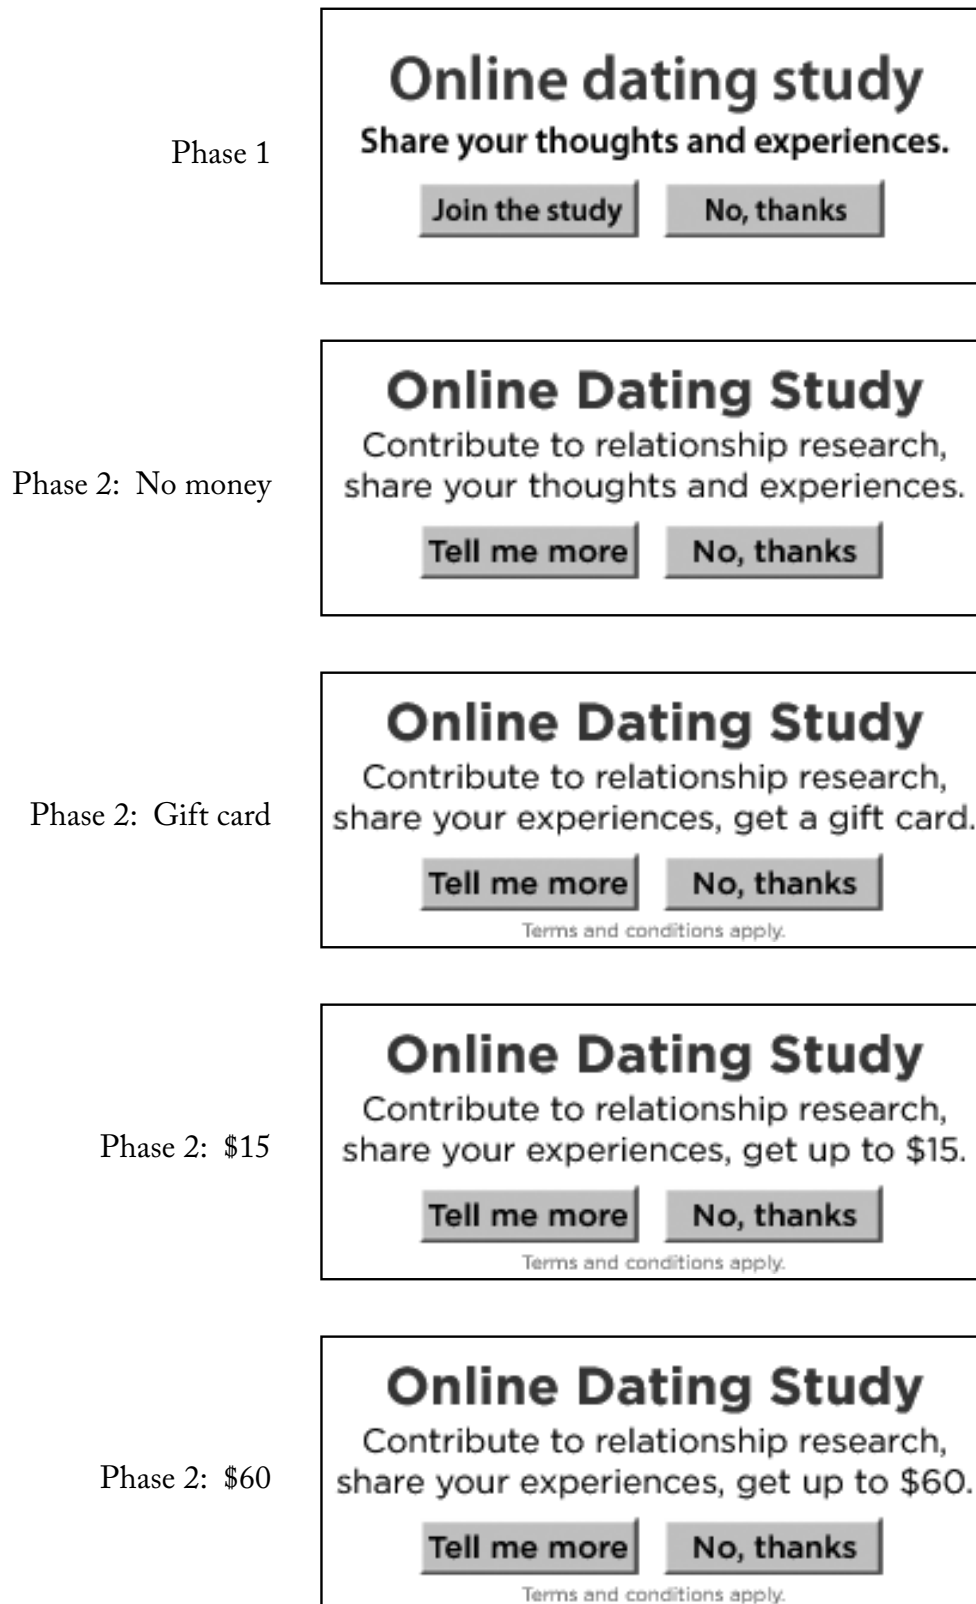 Phase 1
Online dating study
Share your thoughts and experiences.
Join the study No, thanks
Phase 2: No money
Online Dating Study
Contribute to relationship research,
share your thoughts and experiences.
Tell me more No, thanks
Phase 2: Gift card
Online Dating Study
Contribute to relationship research,
share your experiences, get a gift card.
Tell me more No, thanks
Terms and conditions apply.
Phase 2: $15
Online Dating Study
Contribute to relationship research,
share your experiences, get up to $15.
Tell me more No, thanks
Terms and conditions apply.
Phase 2: $60
Online Dating Study
Contribute to relationship research,
share your experiences, get up to $60.
Tell me more No, thanks
Terms and conditions apply.